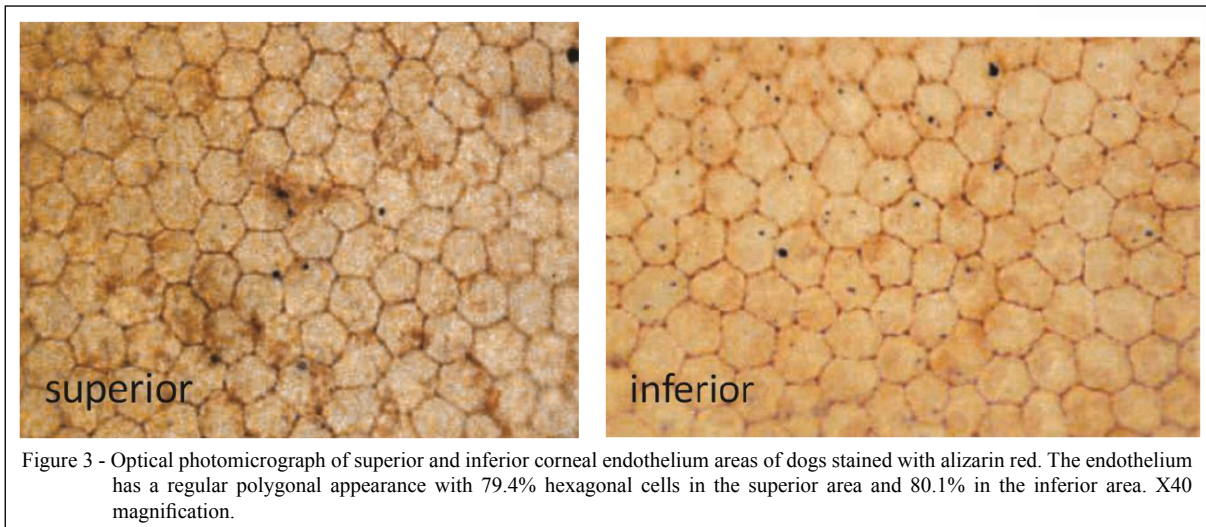 superior
inferior
Figure 3 - Optical photomicrograph of superior and inferior corneal endothelium areas of dogs stained with alizarin red. The endothelium
has a regular polygonal appearance with 79.4% hexagonal cells in the superior area and 80.1% in the inferior area. X40
magnification.